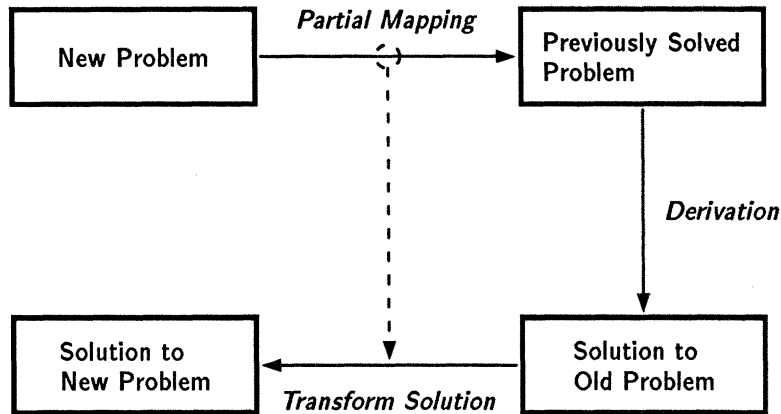 Partial Mapping
New Problem
Previously Solved
Problem
Derivation
Solution to
New Problem
Solution to
Old Problem
Transform Solution